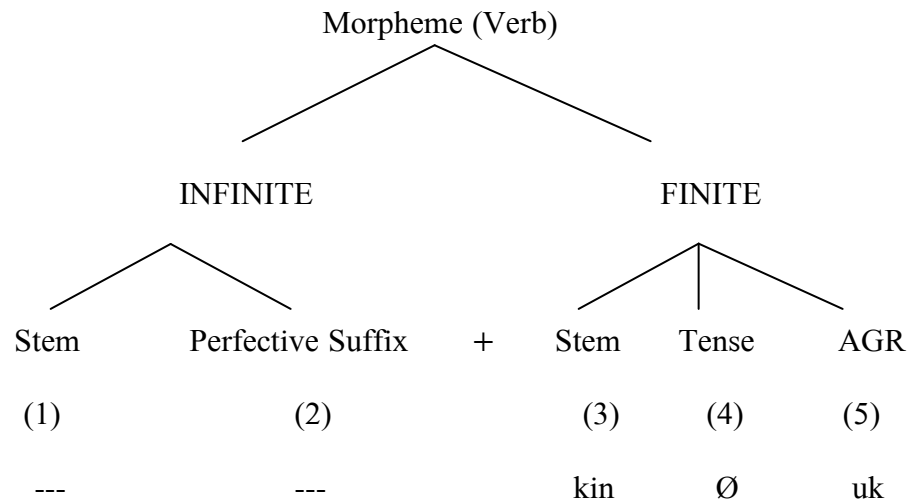 Morpheme (Verb)
INFINITE FINITE
Stem Perfective Suffix + Stem Tense AGR
(1) (2) (3) (4) (5)
--- --- kin Ø uk